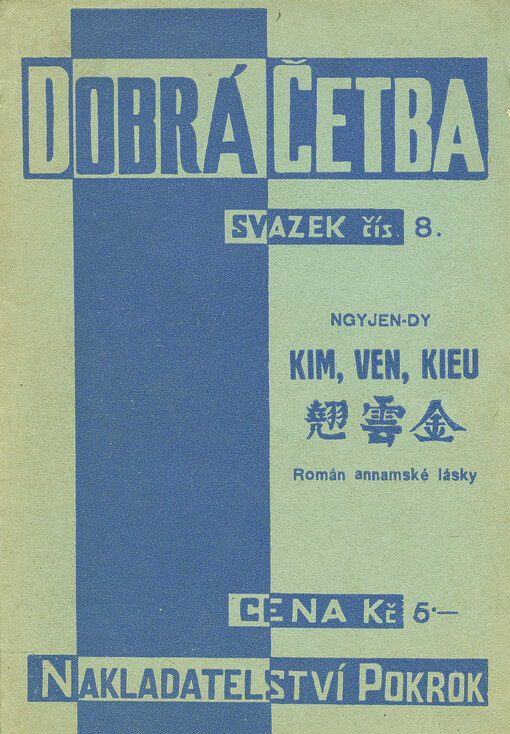 DOBRÁ ČETBA
SVAZEK čís. 8.
NGYJEN-DY
KIM, VEN, KIEU
翹雲金
Román annamské lásky
CENA Kč 5·—
NAKLADATELSTVÍ POKROK